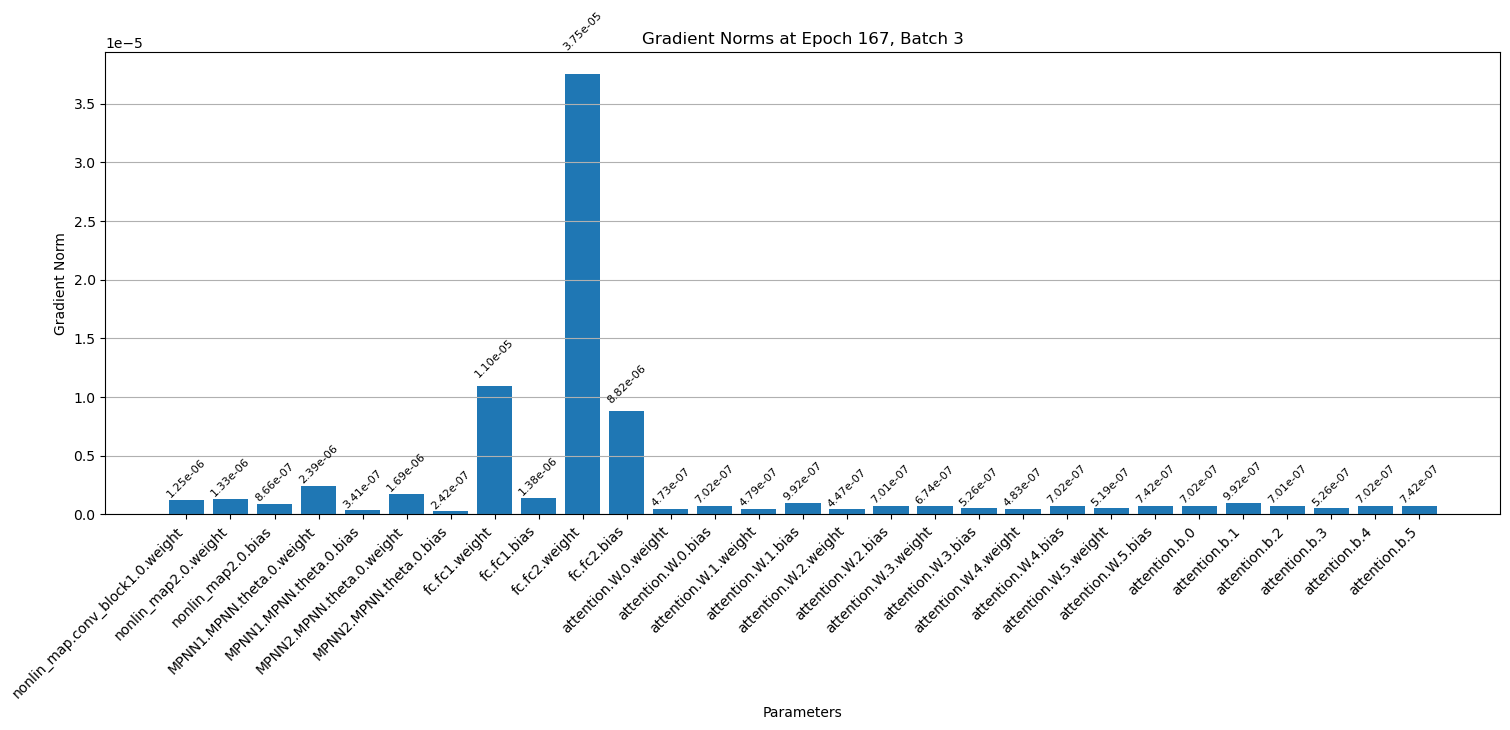 Gradient Norms at Epoch 167, Batch 3
1e−5
Gradient Norm
3.5
3.0
2.5
2.0
1.5
1.0
0.5
0.0
1.25e-06
1.33e-06
8.66e-07
2.39e-06
3.41e-07
1.69e-06
2.42e-07
1.10e-05
1.38e-06
3.75e-05
8.82e-06
4.73e-07
7.02e-07
4.79e-07
9.92e-07
4.47e-07
7.01e-07
6.74e-07
5.26e-07
4.83e-07
7.02e-07
5.19e-07
7.42e-07
7.02e-07
9.92e-07
7.01e-07
5.26e-07
7.02e-07
7.42e-07
nonlin_map.conv_block1.0.weight
nonlin_map2.0.weight
nonlin_map2.0.bias
MPNN1.MPNN.theta.0.weight
MPNN1.MPNN.theta.0.bias
MPNN2.MPNN.theta.0.weight
MPNN2.MPNN.theta.0.bias
fc.fc1.weight
fc.fc1.bias
fc.fc2.weight
fc.fc2.bias
attention.W.0.weight
attention.W.0.bias
attention.W.1.weight
attention.W.1.bias
attention.W.2.weight
attention.W.2.bias
attention.W.3.weight
attention.W.3.bias
attention.W.4.weight
attention.W.4.bias
attention.W.5.weight
attention.W.5.bias
attention.b.0
attention.b.1
attention.b.2
attention.b.3
attention.b.4
attention.b.5
Parameters